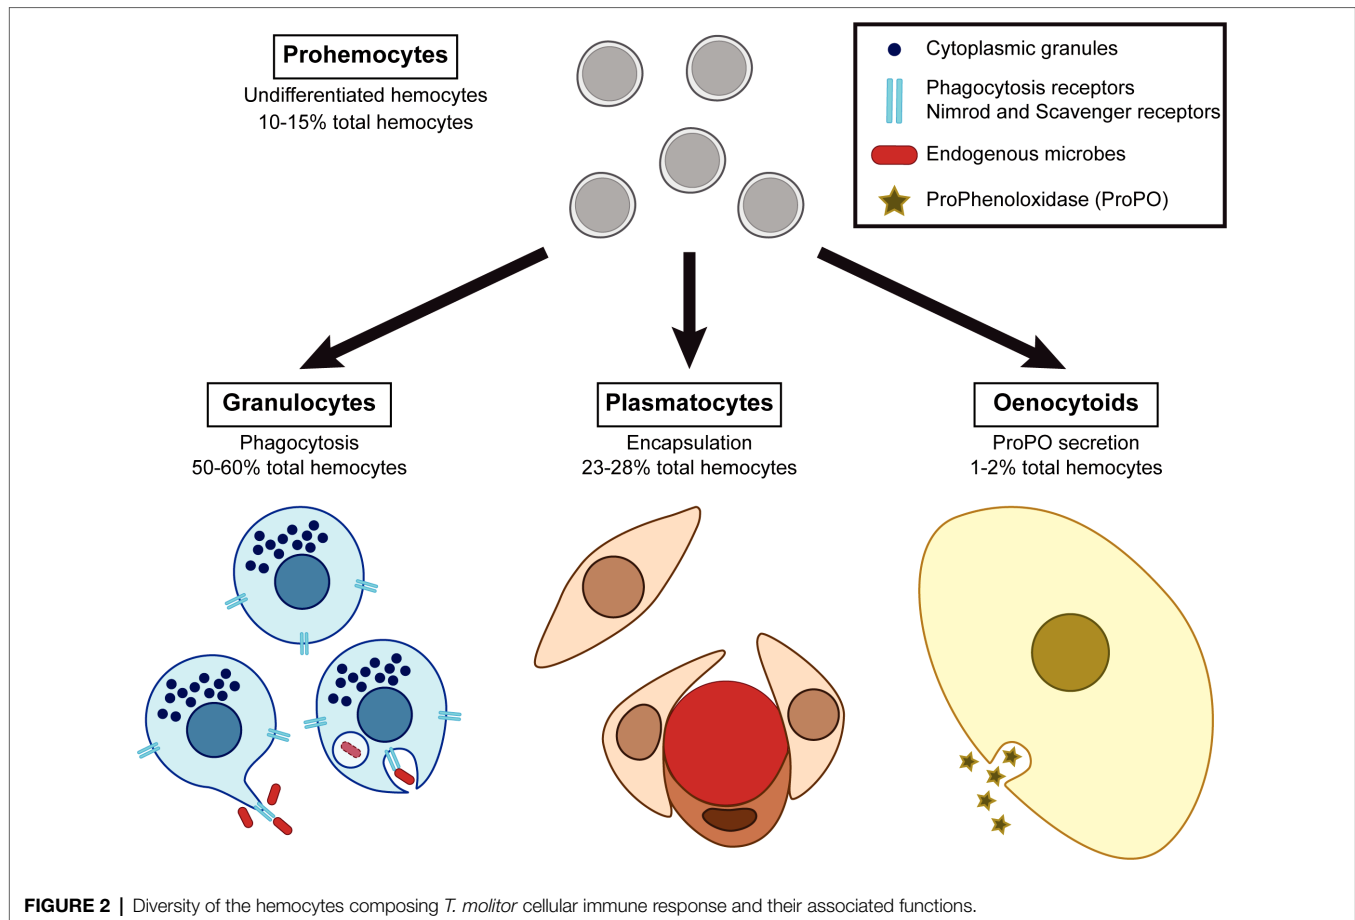 Prohemocytes
Undifferentiated hemocytes
10-15% total hemocytes
Cytoplasmic granules
Phagocytosis receptors
Nimrod and Scavenger receptors
Endogenous microbes
ProPhenoloxidase (ProPO)
Granulocytes
Phagocytosis
50-60% total hemocytes
Plasmatocytes
Encapsulation
23-28% total hemocytes
Oenocytoids
ProPO secretion
1-2% total hemocytes
FIGURE 2 | Diversity of the hemocytes composing T. molitor cellular immune response and their associated functions.